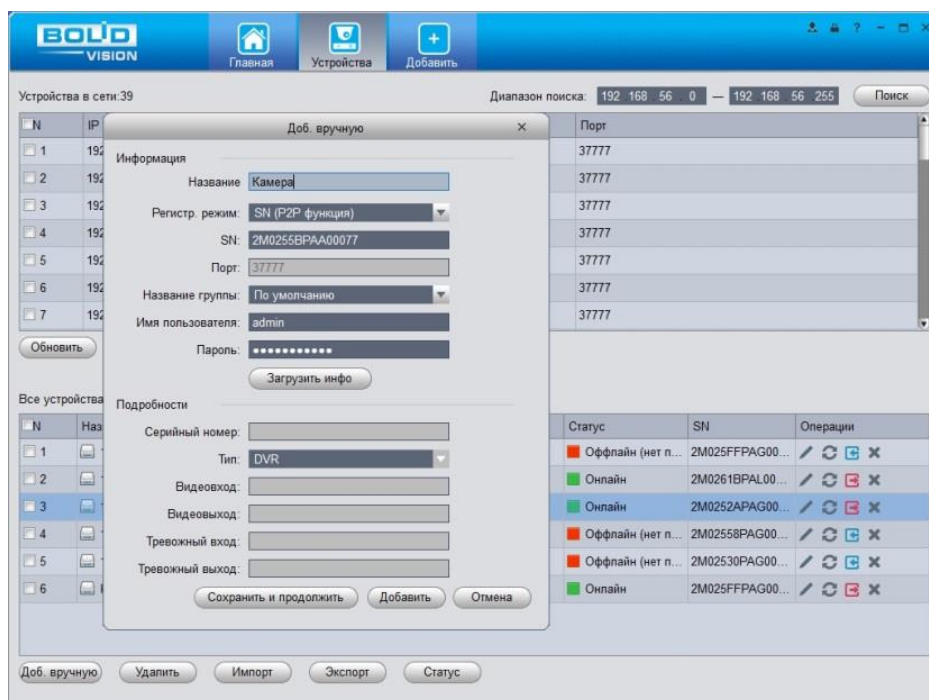 BOLID
VISION
Главная
Устройства
Добавить
Устройства в сети:39
Диапазон поиска: 192 168 56 . 0 — 192 168 56 255 Поиск
N IP Порт
1 192 37777
2 192 37777
3 192 37777
4 192 37777
5 192 37777
6 192 37777
7 192 37777
Обновить
Доб. вручную
Информация
Название Камера
Регистр. режим: SN (P2P функция)
SN: 2M0255BPAA00077
Порт: 37777
Название группы: По умолчанию
Имя пользователя: admin
Пароль: •••••••••••
Загрузить инфо
Подробности
Серийный номер:
Тип: DVR
Видеовход:
Видеовыход:
Тревожный вход:
Тревожный выход:
Сохранить и продолжить Добавить Отмена
Все устройства
N Наз Статус SN Операции
1 Оффлайн (нет п... 2M025FFPAG00...
2 Онлайн 2M0261BPAL00...
3 Онлайн 2M0252APAG00...
4 Оффлайн (нет п... 2M02558PAG00...
5 Оффлайн (нет п... 2M02530PAG00...
6 Онлайн 2M025FFPAG00...
Доб. вручную Удалить Импорт Экспорт Статус